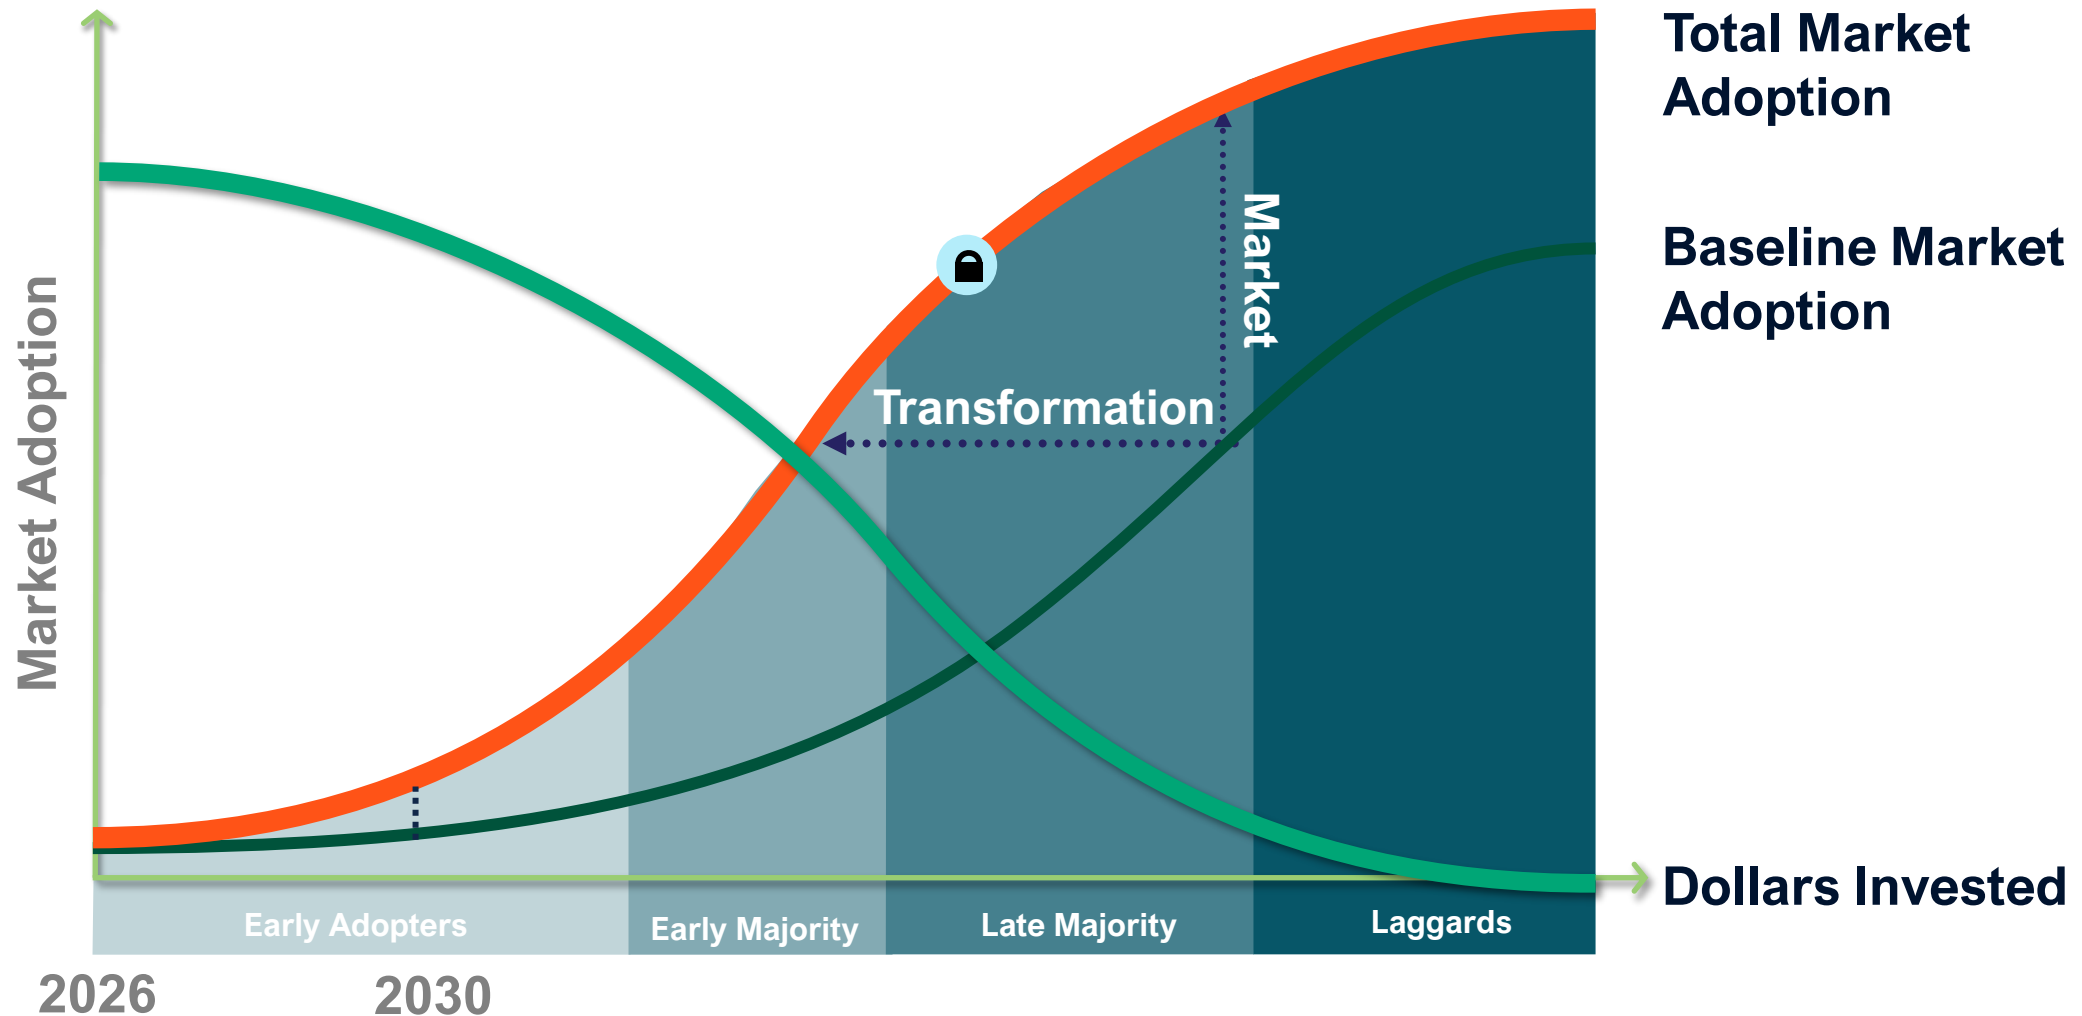 Total Market
Adoption
Baseline Market
Adoption
Market
Transformation
Market Adoption
Dollars Invested
Early Adopters
Early Majority
Late Majority
Laggards
2026
2030